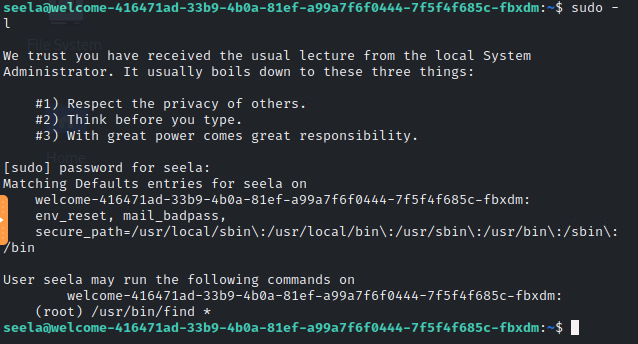 seela@welcome-416471ad-33b9-4b0a-81ef-a99a7f6f0444-7f5f4f685c-fbxdm:~$ sudo -
l
We trust you have received the usual lecture from the local System
Administrator. It usually boils down to these three things:
#1) Respect the privacy of others.
#2) Think before you type.
#3) With great power comes great responsibility.
[sudo] password for seela:
Matching Defaults entries for seela on
welcome-416471ad-33b9-4b0a-81ef-a99a7f6f0444-7f5f4f685c-fbxdm:
env_reset, mail_badpass,
secure_path=/usr/local/sbin\:/usr/local/bin\:/usr/sbin\:/usr/bin\:/sbin\:
/bin
User seela may run the following commands on
welcome-416471ad-33b9-4b0a-81ef-a99a7f6f0444-7f5f4f685c-fbxdm:
(root) /usr/bin/find *
seela@welcome-416471ad-33b9-4b0a-81ef-a99a7f6f0444-7f5f4f685c-fbxdm:~$
File System
Home